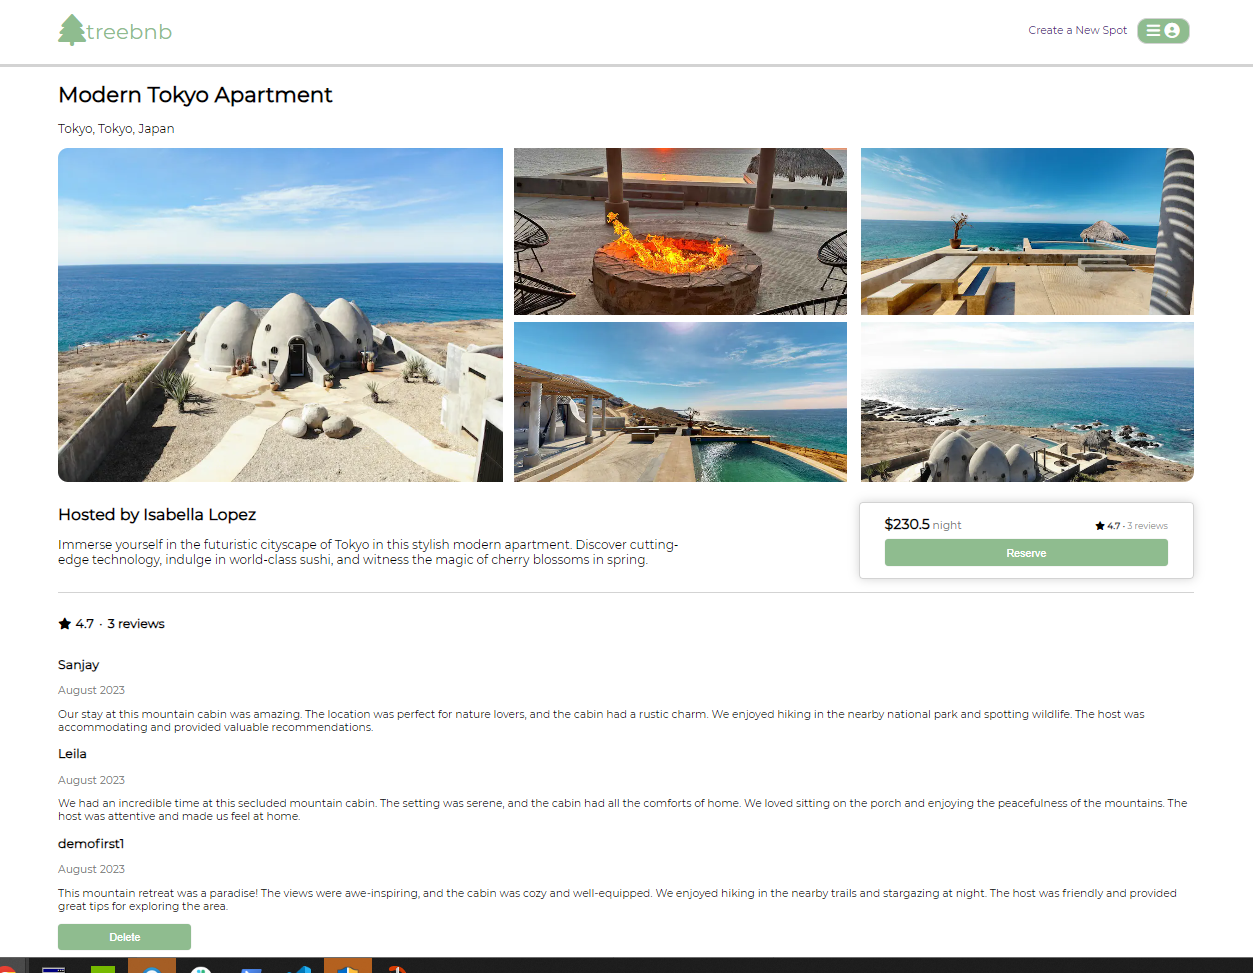 treebnb
Create a New Spot
Modern Tokyo Apartment
Tokyo, Tokyo, Japan
Hosted by Isabella Lopez
Immerse yourself in the futuristic cityscape of Tokyo in this stylish modern apartment. Discover cutting-
edge technology, indulge in world-class sushi, and witness the magic of cherry blossoms in spring.
$230.5 night
4.7 · 3 reviews
Reserve
4.7 · 3 reviews
Sanjay
August 2023
Our stay at this mountain cabin was amazing. The location was perfect for nature lovers, and the cabin had a rustic charm. We enjoyed hiking in the nearby national park and spotting wildlife. The host was
accommodating and provided valuable recommendations.
Leila
August 2023
We had an incredible time at this secluded mountain cabin. The setting was serene, and the cabin had all the comforts of home. We loved sitting on the porch and enjoying the peacefulness of the mountains. The
host was attentive and made us feel at home.
demofirst1
August 2023
This mountain retreat was a paradise! The views were awe-inspiring, and the cabin was cozy and well-equipped. We enjoyed hiking in the nearby trails and stargazing at night. The host was friendly and provided
great tips for exploring the area.
Delete